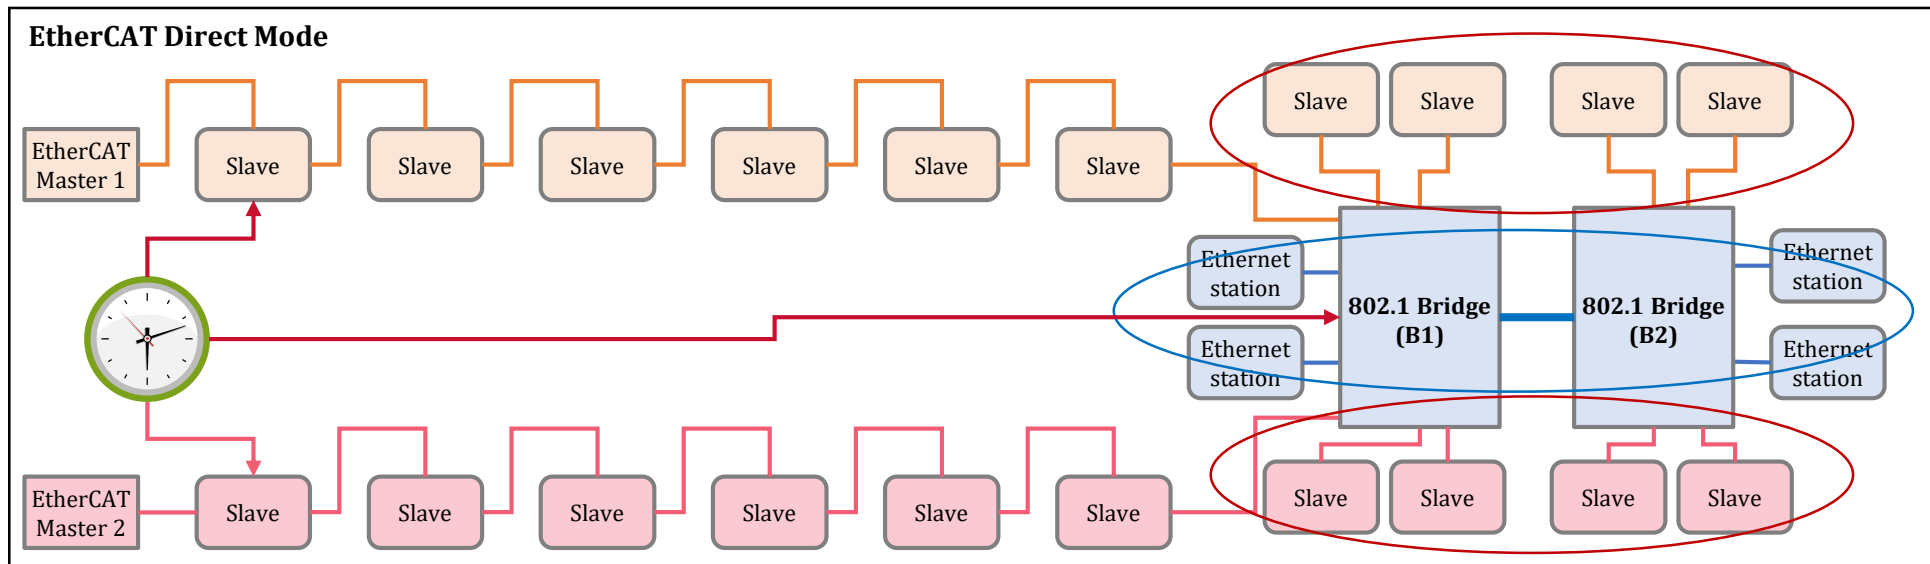 EtherCAT Direct Mode
Slave
Slave
Slave
Slave
EtherCAT
Master 1
Slave
Slave
Slave
Slave
Slave
Slave
Ethernet
station
Ethernet
station
802.1 Bridge
(B1)
802.1 Bridge
(B2)
Ethernet
station
Ethernet
station
EtherCAT
Master 2
Slave
Slave
Slave
Slave
Slave
Slave
Slave
Slave
Slave
Slave